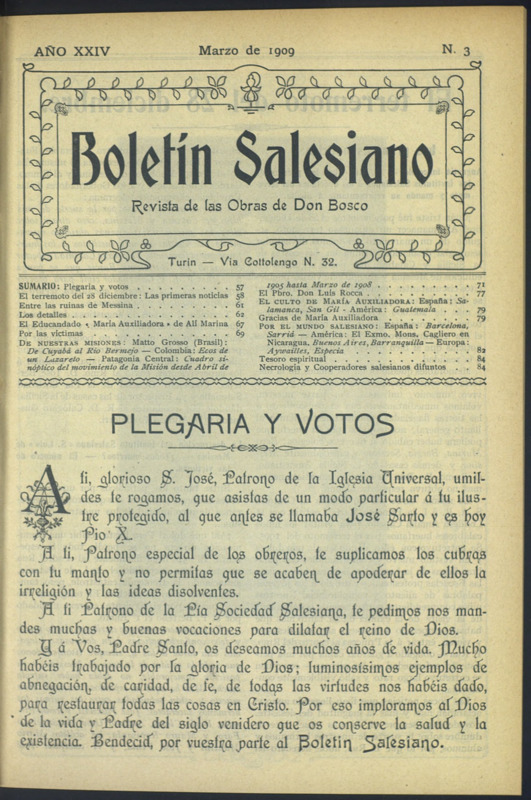 AÑO XXIV Marzo de 1909 N. 3
Boletín Salesiano
Revista de las Obras de Don Bosco
Turín — Via Cottolengo N. 32.
SUMARIO: Plegaria y votos . . . . . . . . 57
El terremoto del 28 diciembre: Las primeras noticias 58
Entre las ruinas de Messina . . . . . . . . 61
Los detalles . . . . . . . . 62
El Educandado « Maria Auxiliadora » de Alì Marina 67
Por las víctimas . . . . . . . . 69
DE NUESTRAS MISIONES: Matto Grosso (Brasil):
De Cuyabá al Rio Bermejo — Colombia: Ecos de
un Lazareto — Patagonia Central: Cuadro si-
nóptico del movimiento de la Misión desde Abril de
1905 hasta Marzo de 1908 . . . . . . . . 71
El Pbro. Don Luis Rocca . . . . . . . . 77
EL CULTO DE MARÍA AUXILIADORA: España: Sa-
lamanca, San Gil - América: Guatemala . . 79
Gracias de María Auxiliadora . . . . . . . . 79
POR EL MUNDO SALESIANO: España: Barcelona,
Sarriá — América: El Exmo. Mons. Cagliero en
Nicaragua, Buenos Aires, Barranquilla — Europa:
Aywailles, Especia . . . . . . . . 82
Tesoro espiritual . . . . . . . . 84
Necrología y Cooperadores salesianos difuntos . . 84
PLEGARIA Y VOTOS
A ti, glorioso S. José, Patrono de la Iglesia Universal, umil-
des te rogamos, que asistas de un modo particular á tu ilus-
tre protegido, al que antes se llamaba José Sarto y es hoy
Pio X.
A ti, Patrono especial de los obreros, te suplicamos los cubras
con tu manto y no permitas que se acaben de apoderar de ellos la
irreligión y las ideas disolventes.
A ti Patrono de la Pía Sociedad Salesiana, te pedimos nos man-
des muchas y buenas vocaciones para dilatar el reino de Dios.
Y á Vos, Padre Santo, os deseamos muchos años de vida. Mucho
habéis trabajado por la gloria de Dios; luminosísimos ejemplos de
abnegación, de caridad, de fe, de todas las virtudes nos habéis dado,
para restaurar todas las cosas en Cristo. Por eso imploramos al Dios
de la vida y Padre del siglo venidero que os conserve la salud y la
existencia. Bendecid, por vuestra parte al Boletín Salesiano.